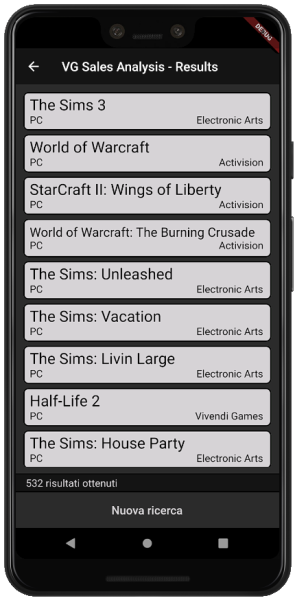 DEBUG
VG Sales Analysis - Results
The Sims 3
PC Electronic Arts
World of Warcraft
PC Activision
StarCraft II: Wings of Liberty
PC Activision
World of Warcraft: The Burning Crusade
PC Activision
The Sims: Unleashed
PC Electronic Arts
The Sims: Vacation
PC Electronic Arts
The Sims: Livin Large
PC Electronic Arts
Half-Life 2
PC Vivendi Games
The Sims: House Party
PC Electronic Arts
532 risultati ottenuti
Nuova ricerca